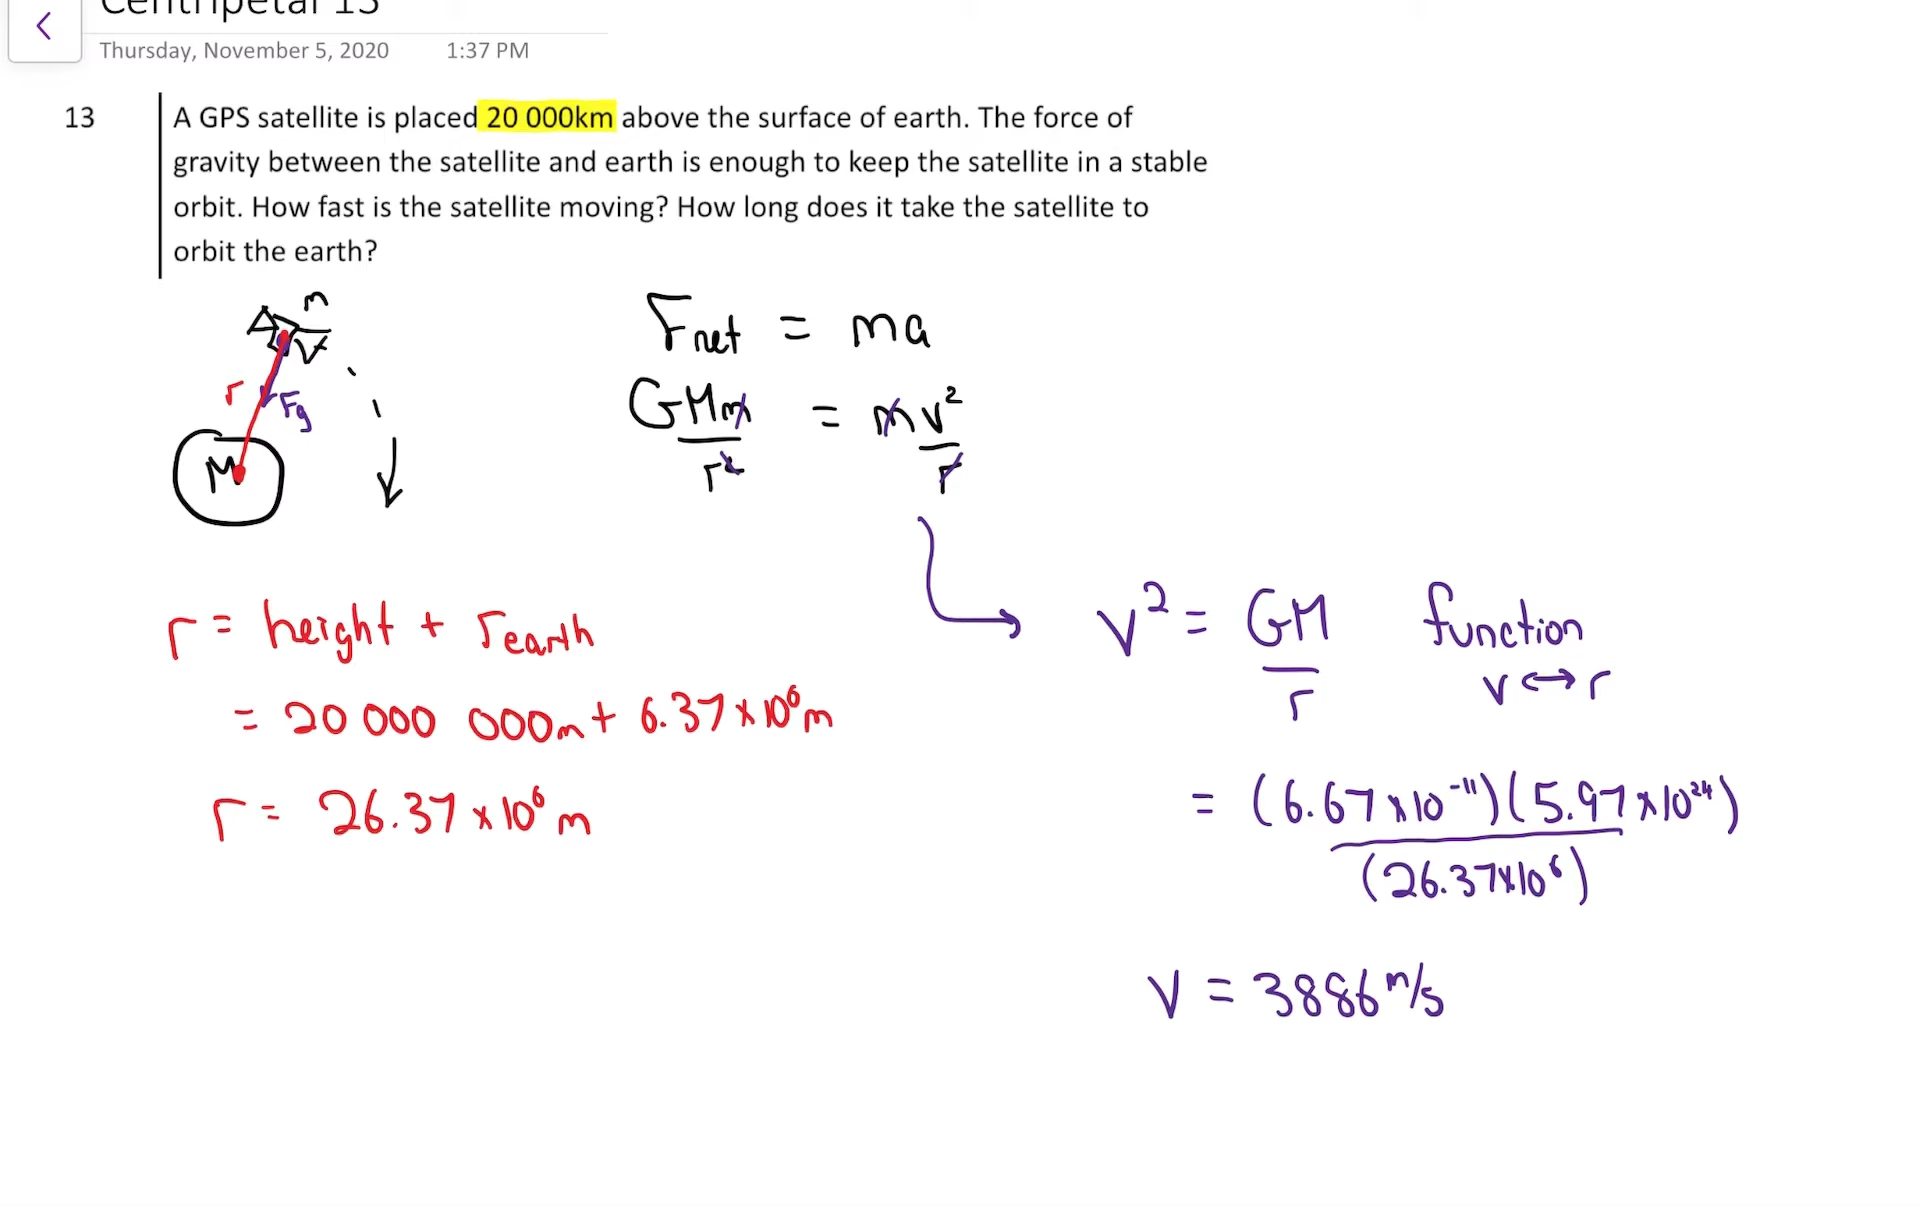 Centripetal 13
Thursday, November 5, 2020 1:37 PM
13
A GPS satellite is placed 20 000km above the surface of earth. The force of
gravity between the satellite and earth is enough to keep the satellite in a stable
orbit. How fast is the satellite moving? How long does it take the satellite to
orbit the earth?
m
r
Fg
M
Fnet = ma
GMm/r² = mv²/r
r = height + rearth
= 20 000 000m + 6.37 x 10⁶ m
r = 26.37 x 10⁶ m
v² = GM/r
function
v ↔ r
= (6.67 x 10⁻¹¹)(5.97 x 10²⁴)
(26.37 x 10⁶)
v = 3886 m/s